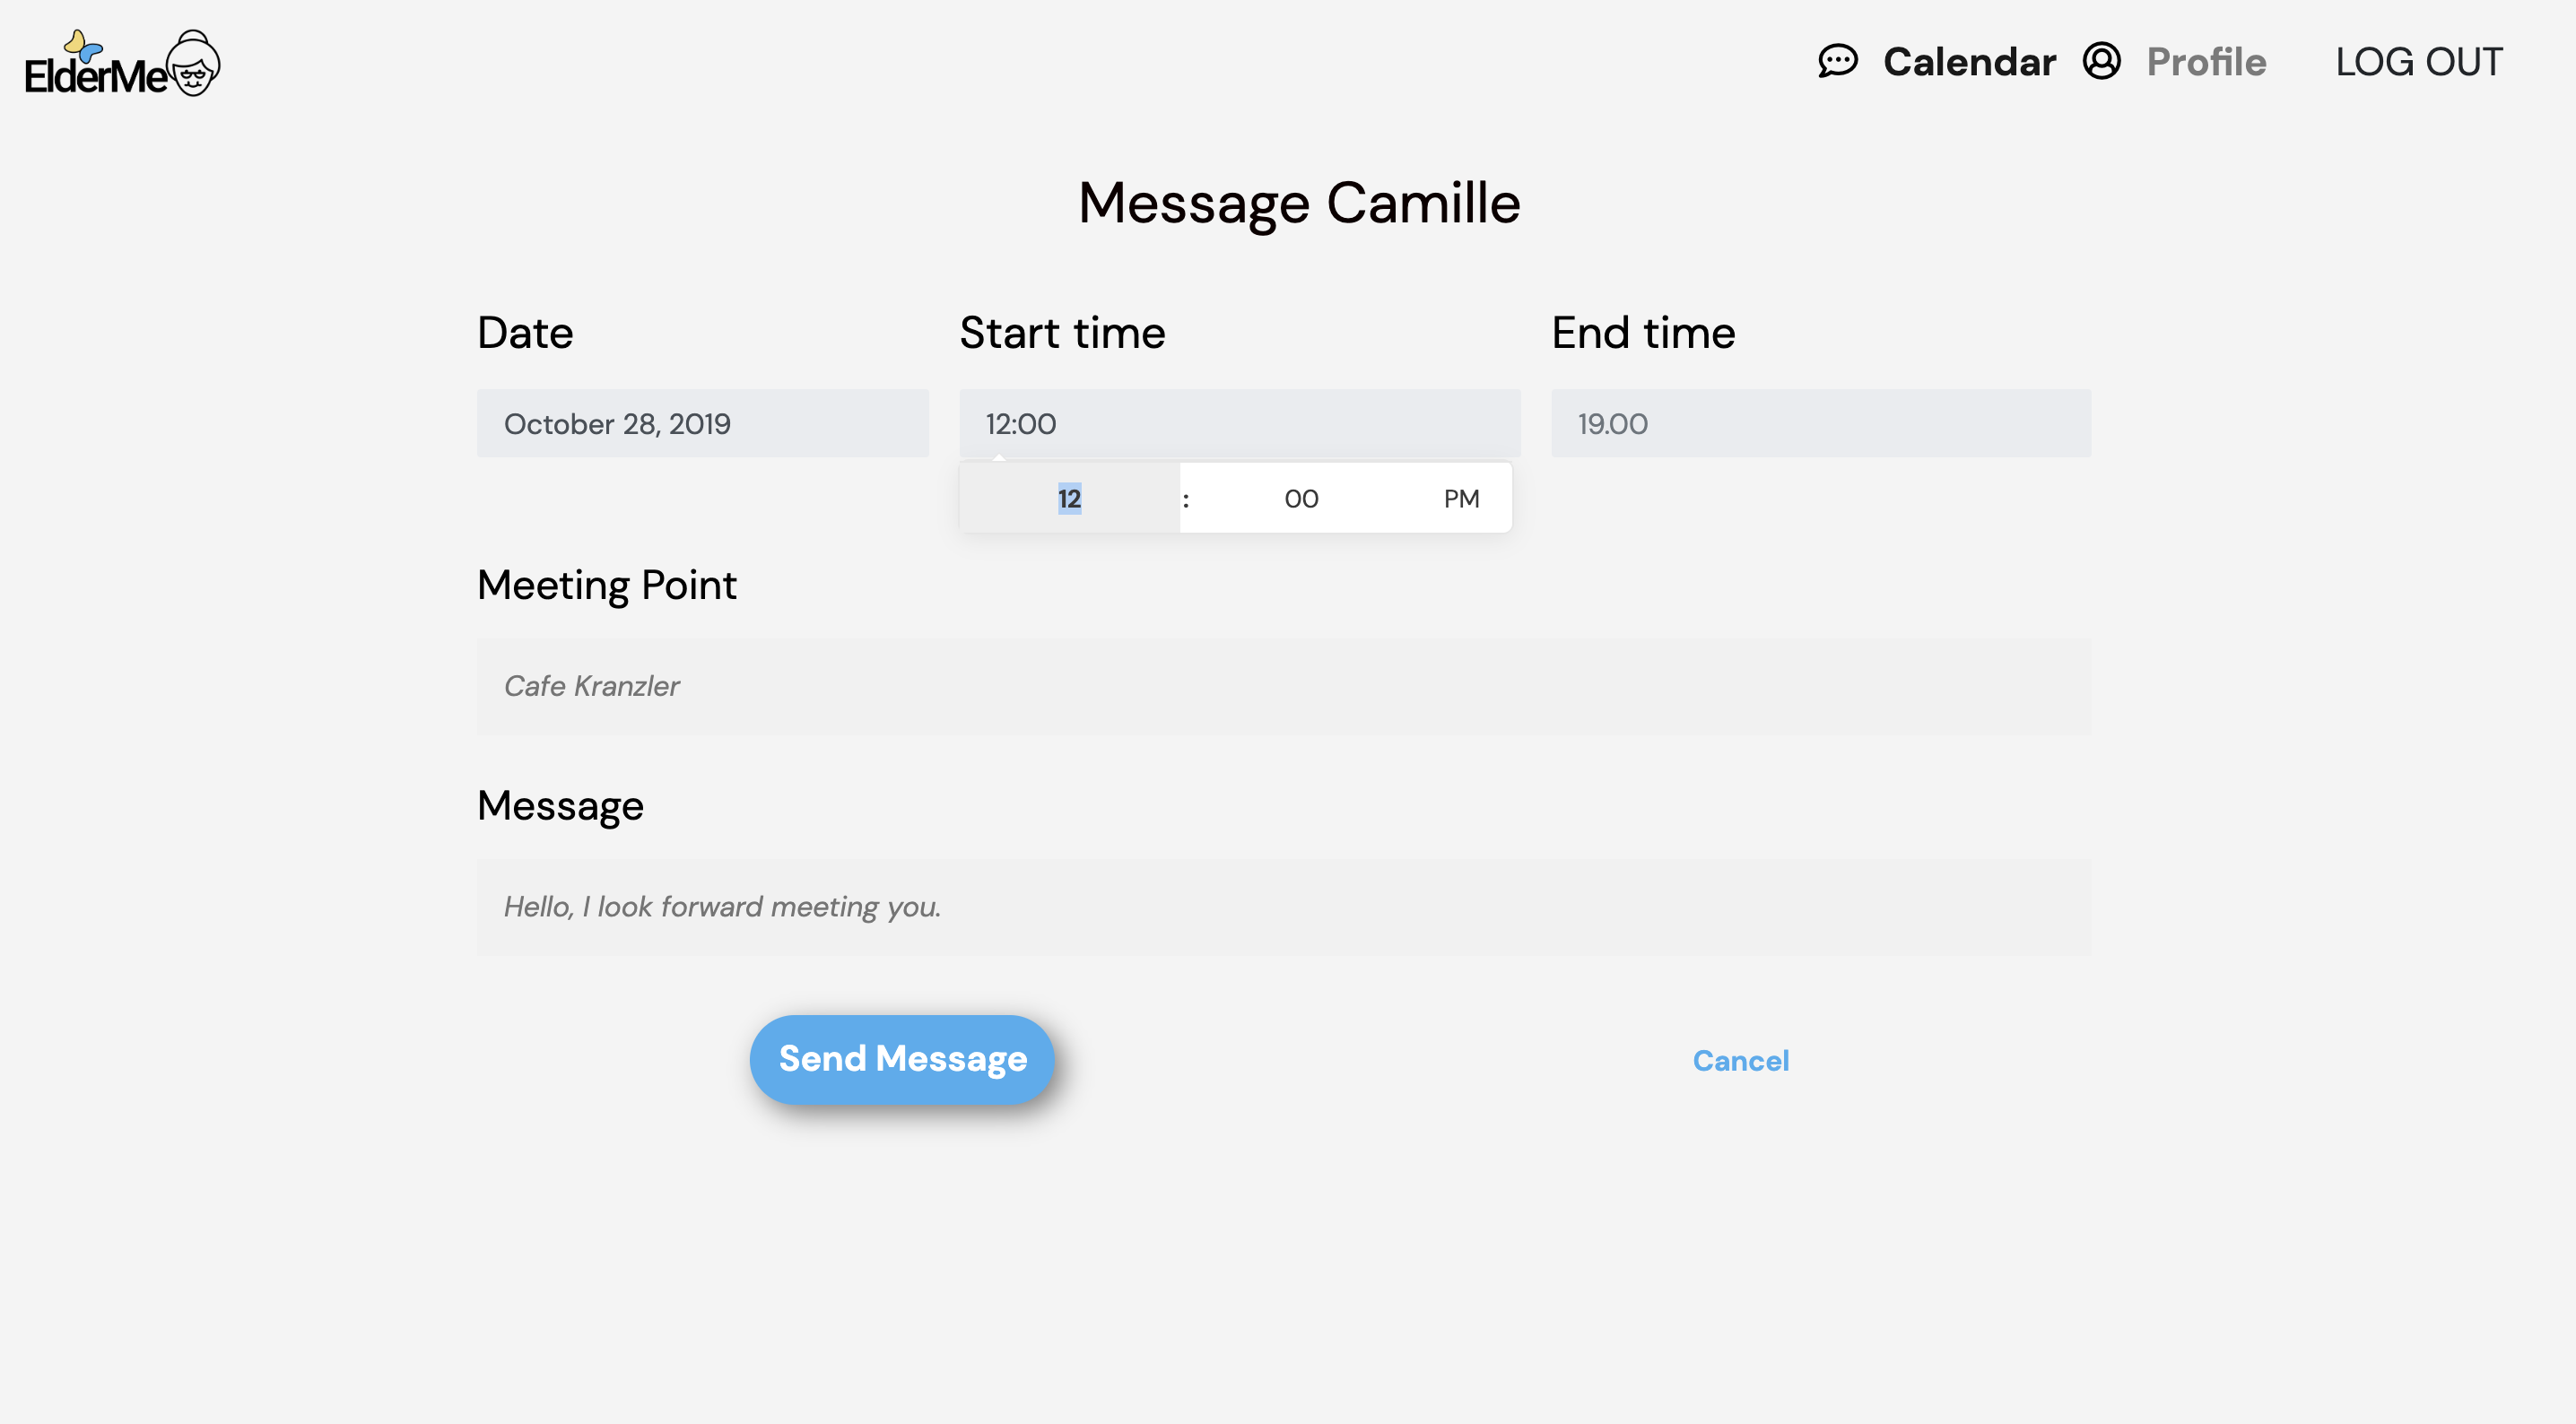 ElderMe
Calendar Profile LOG OUT
Message Camille
Date Start time End time
October 28, 2019 12:00 19.00
12 : 00 PM
Meeting Point
Cafe Kranzler
Message
Hello, I look forward meeting you.
Send Message Cancel